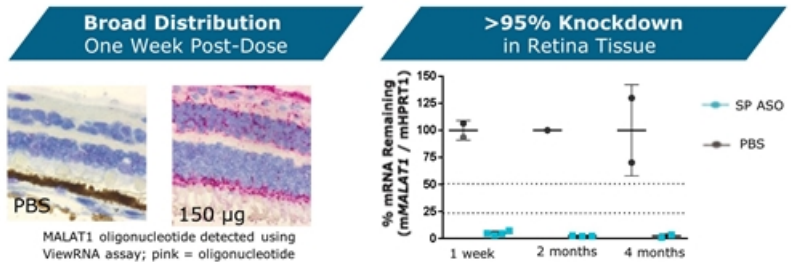 Broad Distribution
One Week Post-Dose
PBS
150 µg
MALAT1 oligonucleotide detected using
ViewRNA assay; pink = oligonucleotide
>95% Knockdown
in Retina Tissue
% mRNA Remaining
(mMALAT1 / mHPRT1)
150
125
100
75
50
25
0
1 week
2 months
4 months
SP ASO
PBS